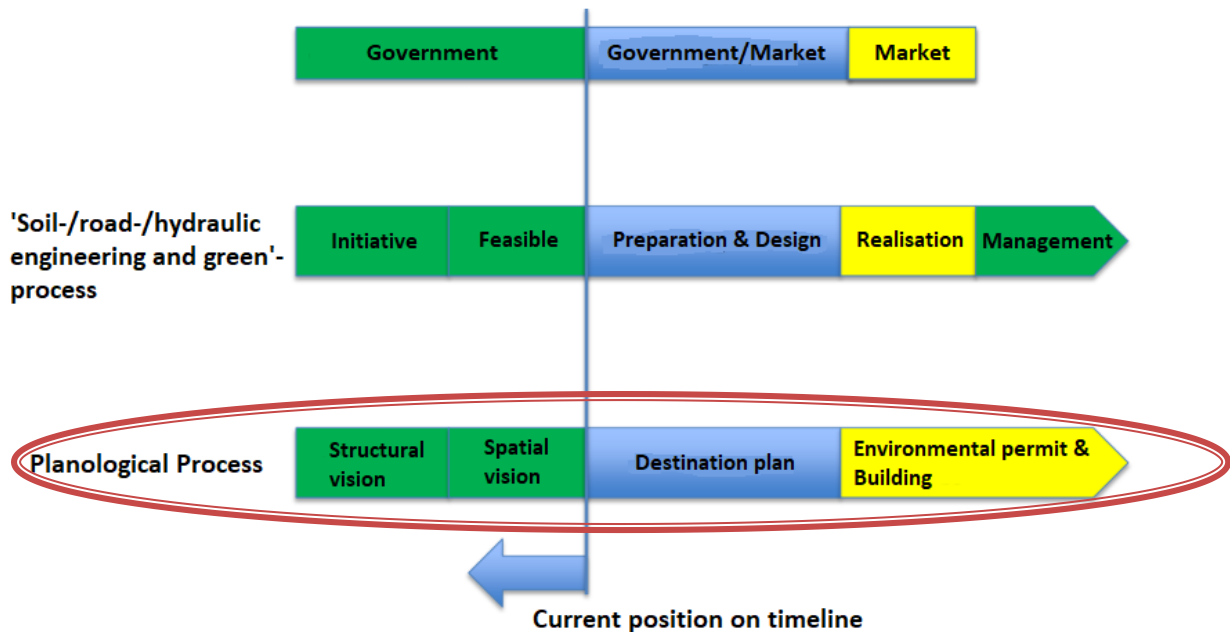 Government
Government/Market
Market
'Soil-/road-/hydraulic
engineering and green'-
process
Initiative
Feasible
Preparation & Design
Realisation
Management
Planological Process
Structural
vision
Spatial
vision
Destination plan
Environmental permit &
Building
Current position on timeline